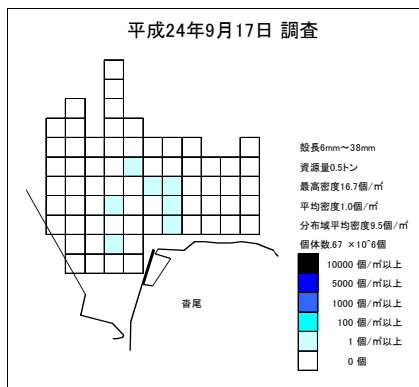 平成24年9月17日 調査
殻長6mm～38mm
資源量0.5トン
最高密度16.7個/㎡
平均密度1.0個/㎡
分布域平均密度9.5個/㎡
個体数.67 ×10^6個
10000 個/㎡以上
5000 個/㎡以上
1000 個/㎡以上
100 個/㎡以上
1 個/㎡以上
0 個
沓尾